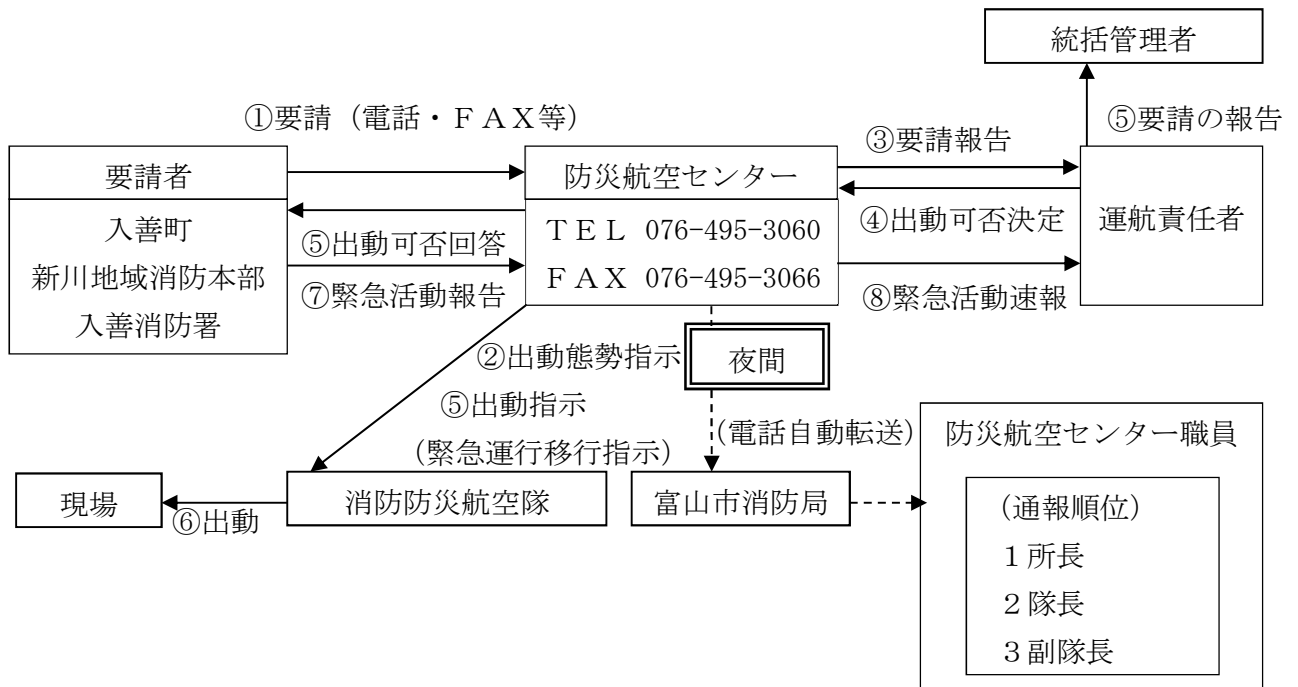 統括管理者
①要請（電話・ＦＡＸ等）
⑤要請の報告
③要請報告
要請者
防災航空センター
入善町
新川地域消防本部
入善消防署
⑤出動可否回答
⑦緊急活動報告
ＴＥＬ 076-495-3060
ＦＡＸ 076-495-3066
④出動可否決定
⑧緊急活動速報
運航責任者
②出動態勢指示
夜間
⑤出動指示
(緊急運行移行指示)
(電話自動転送)
防災航空センター職員
現場
⑥出動
消防防災航空隊
富山市消防局
(通報順位)
１所長
２隊長
３副隊長